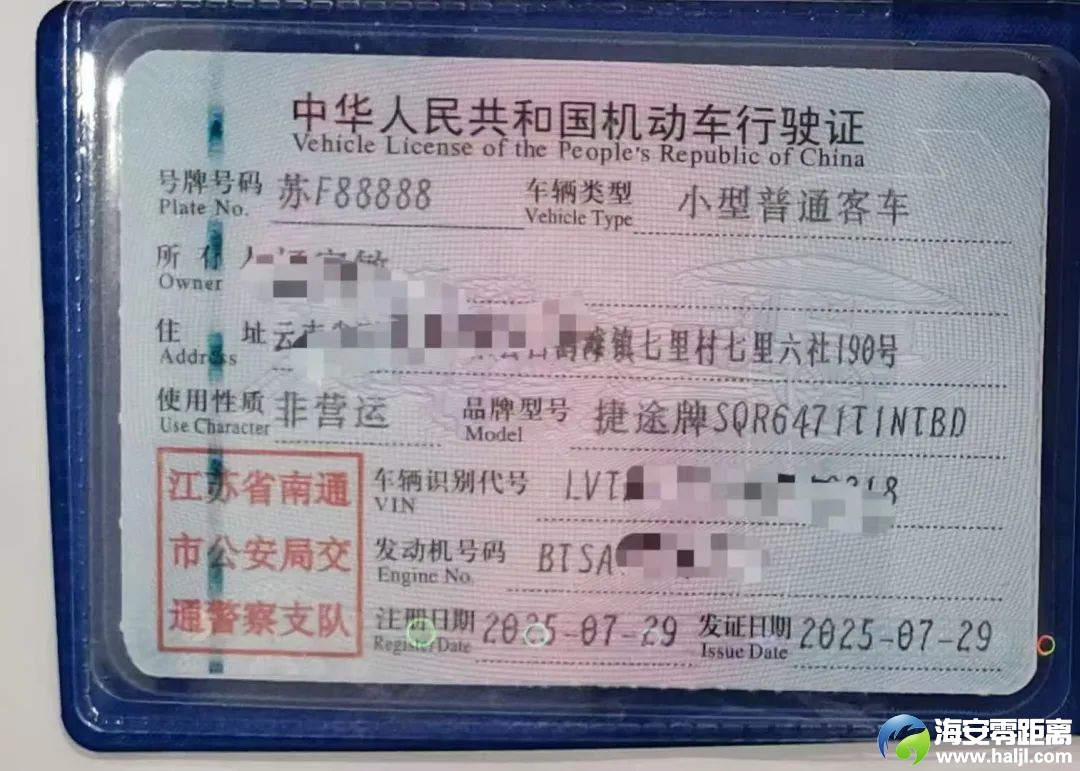 中华人民共和国机动车行驶证
Vehicle License of the People's Republic of China
号牌号码 苏F88888 车辆类型 小型普通客车
Plate No. Vehicle Type
所有人
Owner
住址 云南 滩镇七里村七里六社190号
Address
使用性质 非营运 品牌型号 捷途牌SQR6471T1NTBD
Use Character Model
江苏省南通
市公安局交
通警察支队
车辆识别代号 LVT
VIN
发动机号码 BTSA
Engine No.
注册日期 2025-07-29 发证日期 2025-07-29
Register Date Issue Date
海安零距离
www.haljl.com